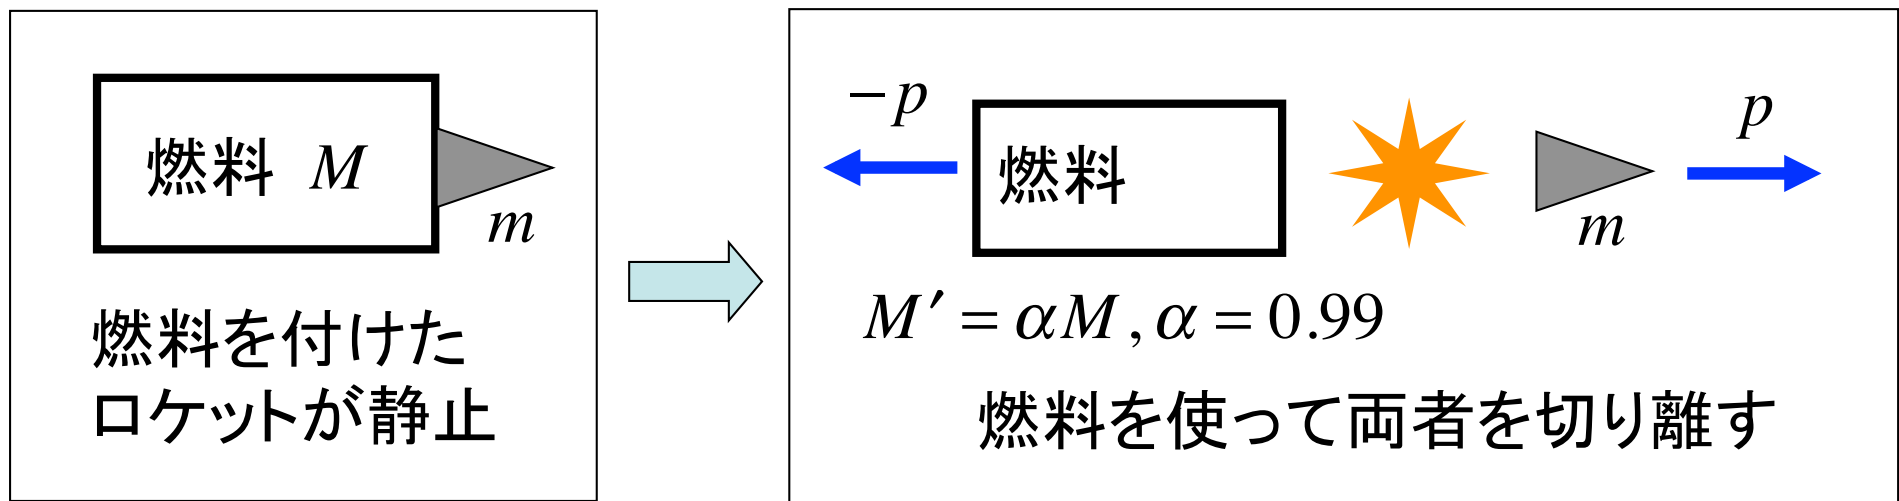 燃料 M
m
燃料を付けた
ロケットが静止
−p
燃料
p
m
M′ = αM, α = 0.99
燃料を使って両者を切り離す